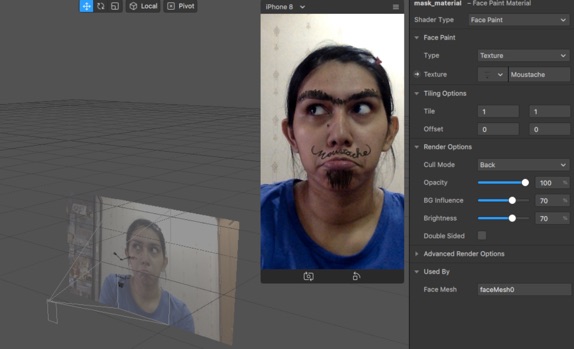 Local
Pivot
iPhone 8
Moustache
mask_material – Face Paint Material
Shader Type Face Paint
Face Paint
Type Texture
Texture Moustache
Tiling Options
Tile 1 1
Offset 0 0
Render Options
Cull Mode Back
Opacity 100 %
BG Influence 70 %
Brightness 70 %
Double Sided
Advanced Render Options
Used By
Face Mesh faceMesh0